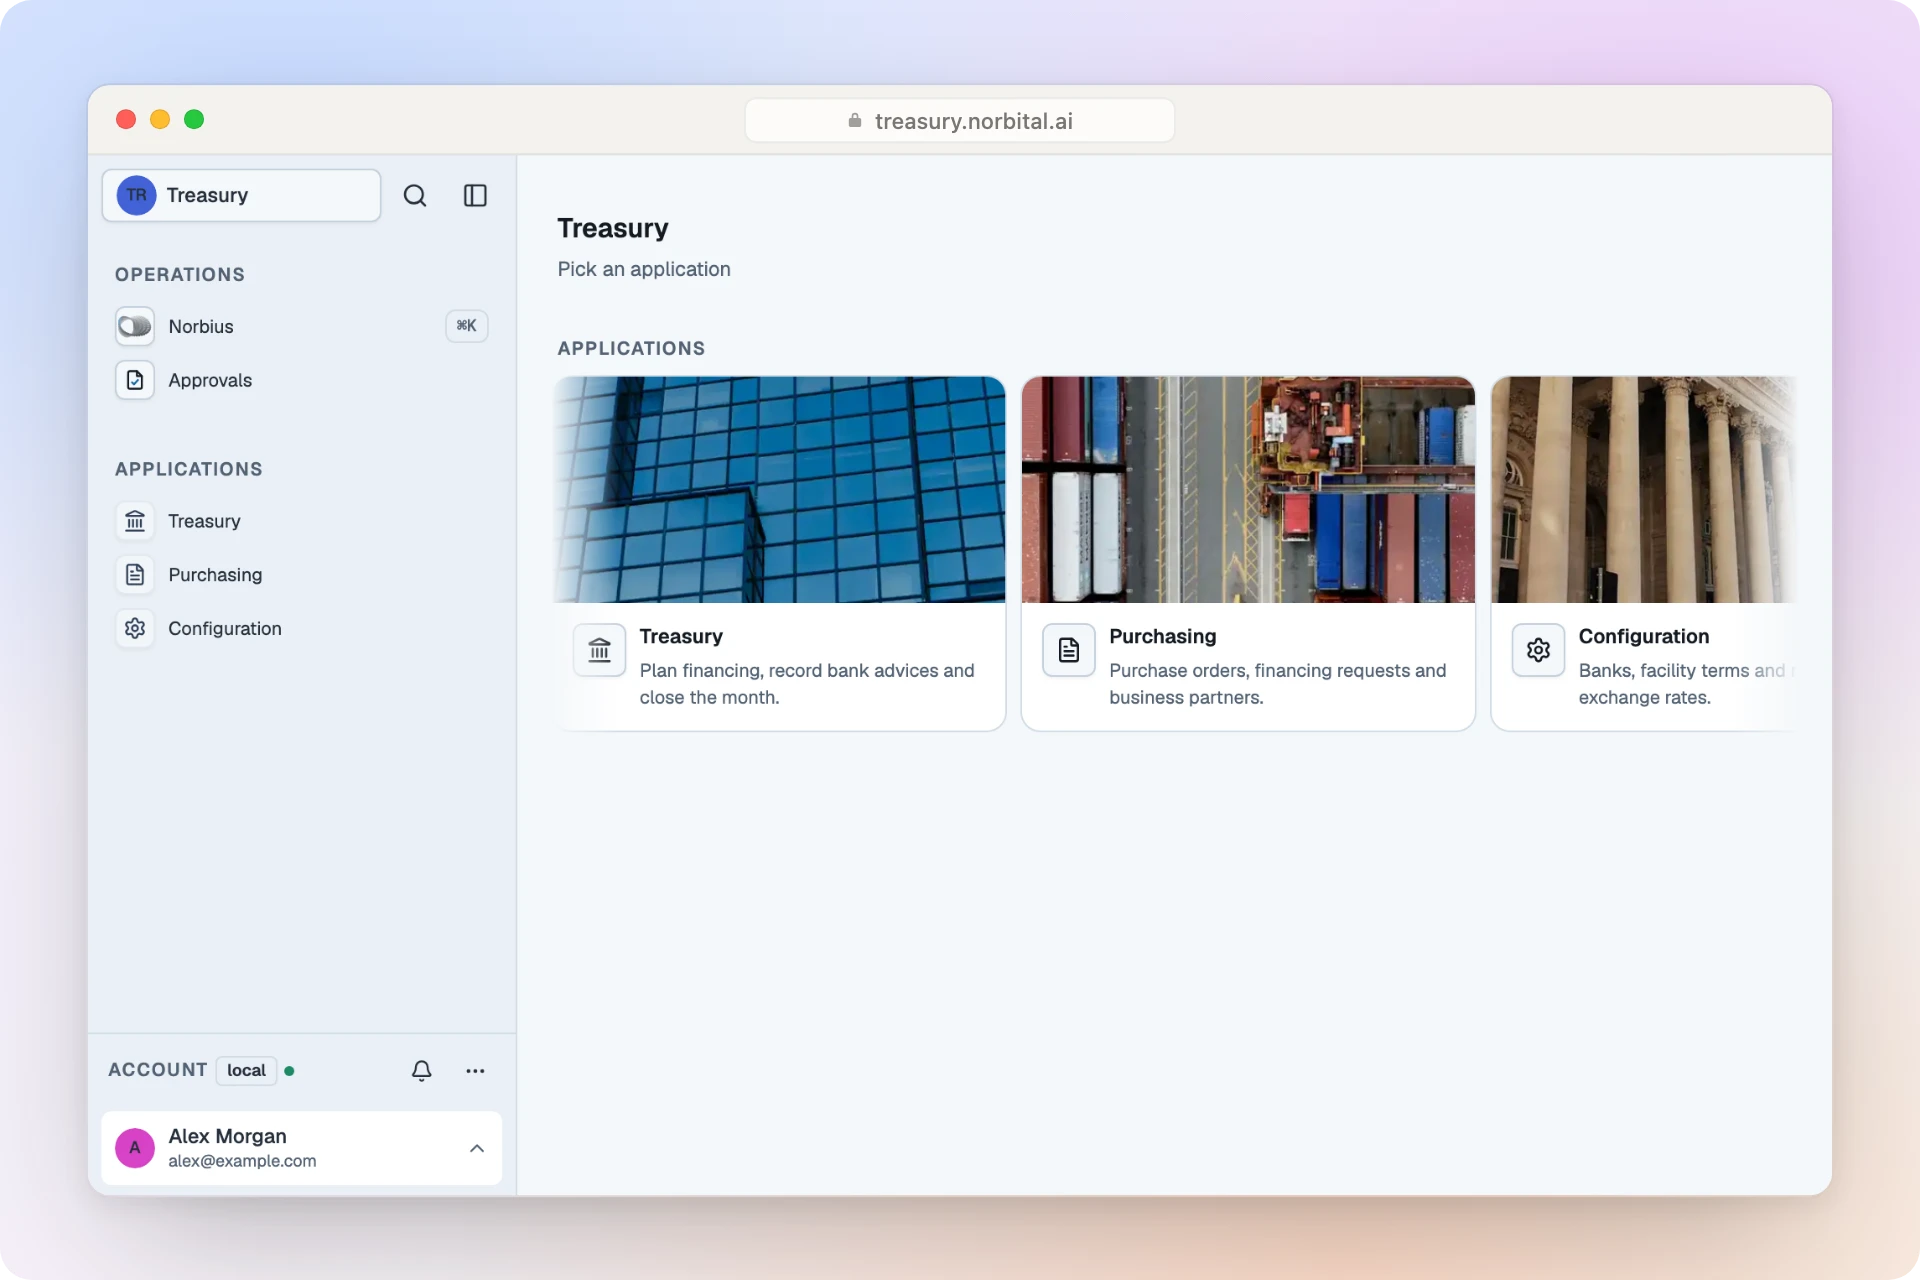 treasury.norbital.ai
TR Treasury
OPERATIONS
Norbius ⌘K
Approvals
APPLICATIONS
Treasury
Purchasing
Configuration
ACCOUNT local
A
Alex Morgan
alex@example.com
Treasury
Pick an application
APPLICATIONS
Treasury
Plan financing, record bank advices and
close the month.
Purchasing
Purchase orders, financing requests and
business partners.
Configuration
Banks, facility terms and
exchange rates.